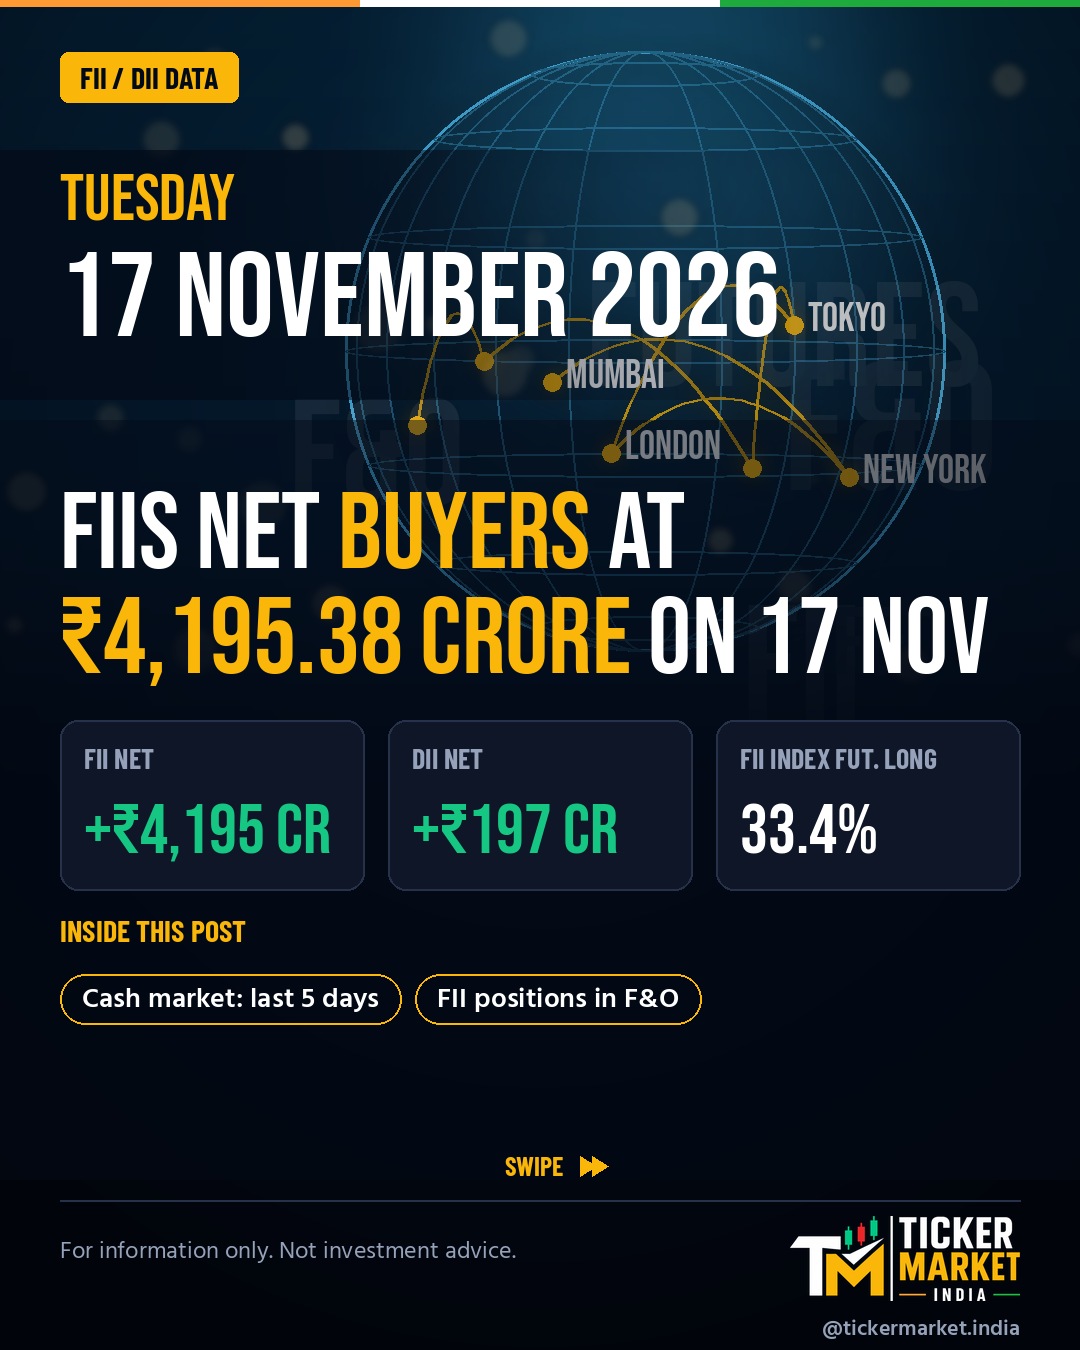 FII / DII DATA
TUESDAY
17 NOVEMBER 2026
TOKYO
MUMBAI
LONDON
NEW YORK
F&O
F&O
FIIS NET BUYERS AT
₹4,195.38 CRORE ON 17 NOV
FII NET
+₹4,195 CR
DII NET
+₹197 CR
FII INDEX FUT. LONG
33.4%
INSIDE THIS POST
Cash market: last 5 days
FII positions in F&O
SWIPE
For information only. Not investment advice.
TM
TICKER
MARKET
INDIA
@tickermarket.india